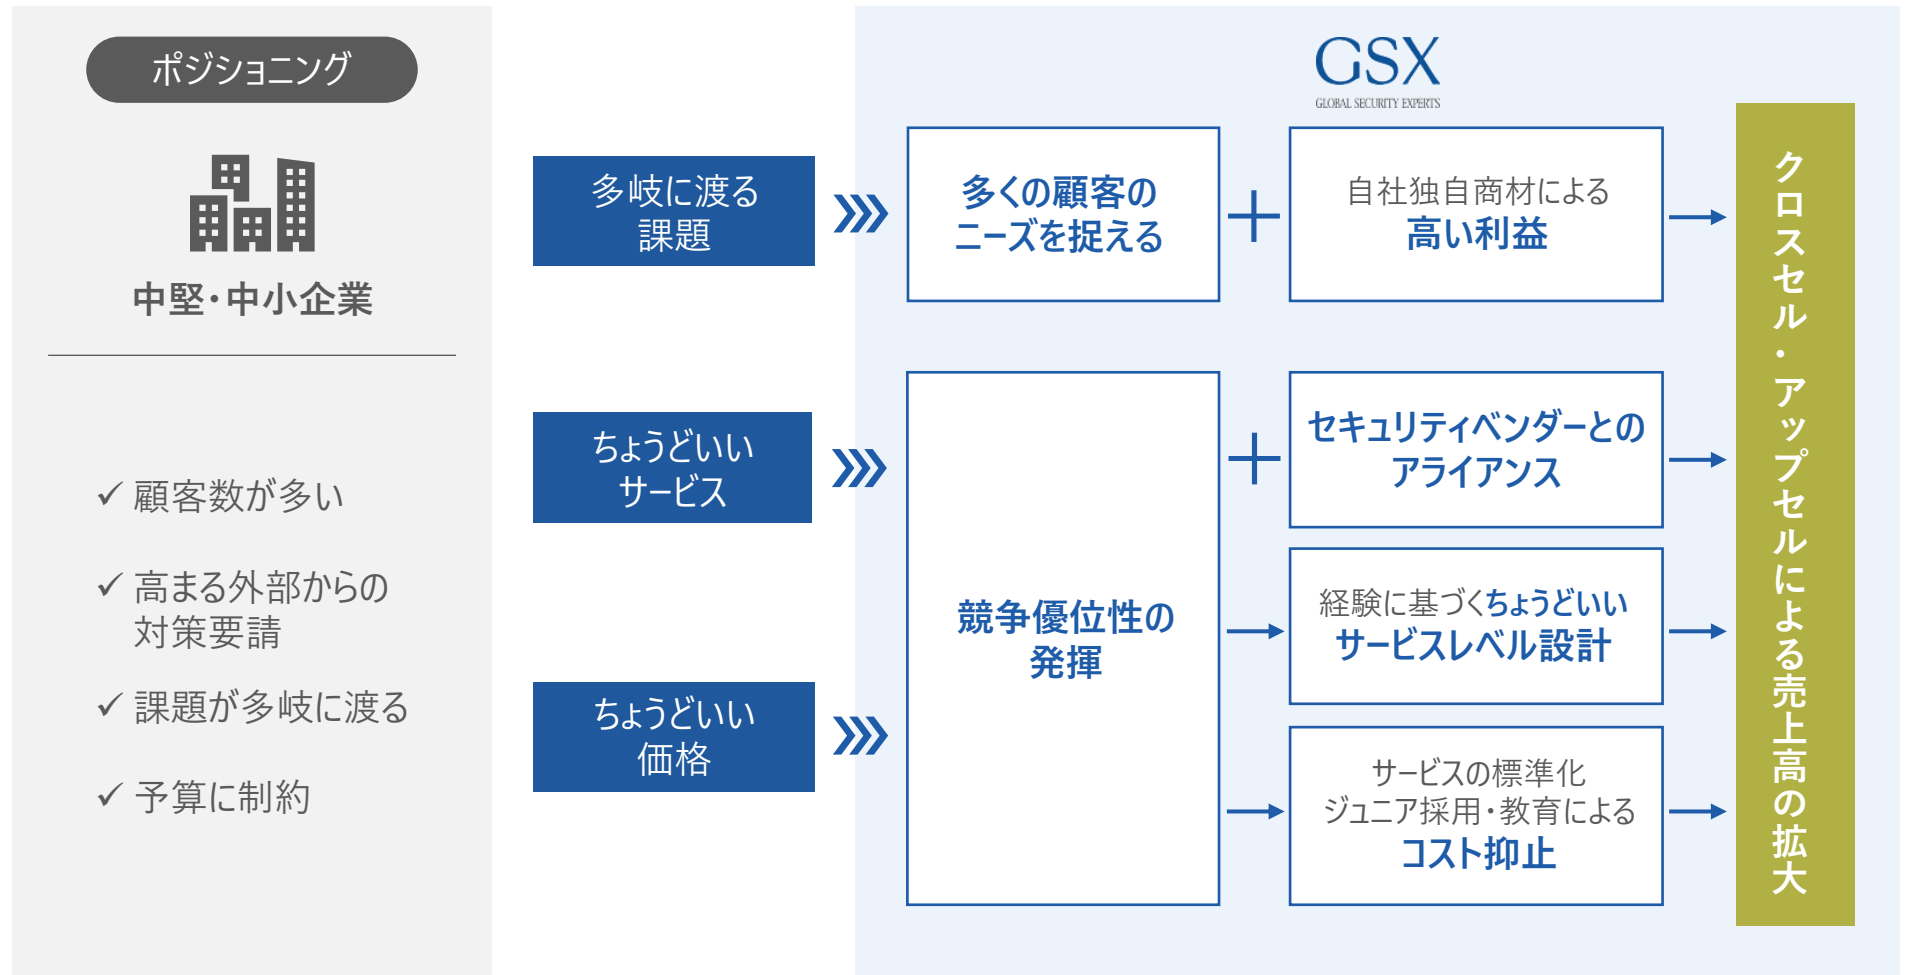 ポジショニング
中堅・中小企業
✓ 顧客数が多い
✓ 高まる外部からの
対策要請
✓ 課題が多岐に渡る
✓ 予算に制約
多岐に渡る
課題
ちょうどいい
サービス
ちょうどいい
価格
GSX
GLOBAL SECURITY EXPERTS
多くの顧客の
ニーズを捉える
自社独自商材による
高い利益
競争優位性の
発揮
セキュリティベンダーとの
アライアンス
経験に基づくちょうどいい
サービスレベル設計
サービスの標準化
ジュニア採用・教育による
コスト抑止
クロスセル・アップセルによる売上高の拡大